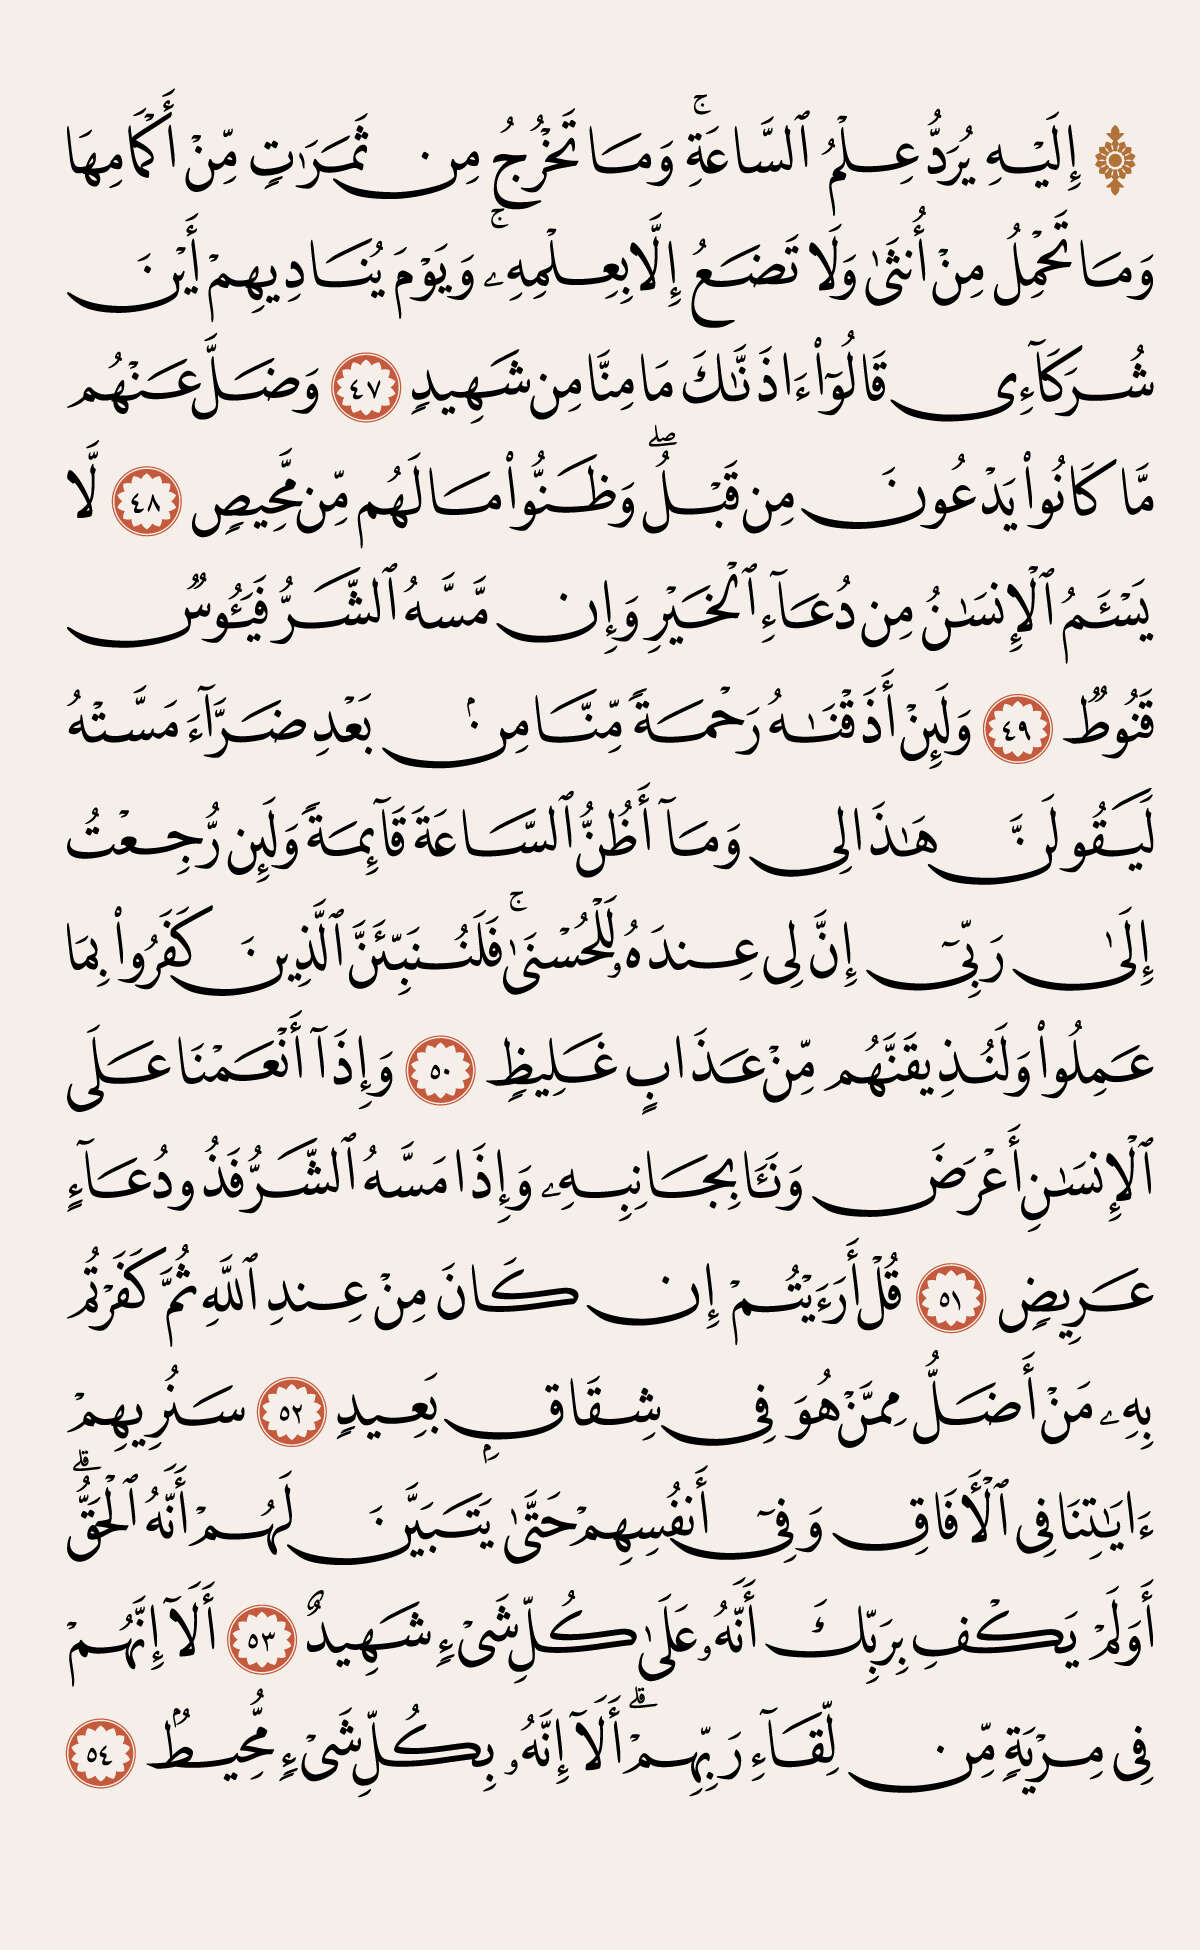 ۞ إِلَيْهِ يُرَدُّ عِلْمُ ٱلسَّاعَةِۚ وَمَا تَخْرُجُ مِن ثَمَرَٰتٍ مِّنْ أَكْمَامِهَا
وَمَا تَحْمِلُ مِنْ أُنثَىٰ وَلَا تَضَعُ إِلَّا بِعِلْمِهِۦۚ وَيَوْمَ يُنَادِيهِمْ أَيْنَ
شُرَكَآءِى قَالُوٓا۟ ءَاذَنَّـٰكَ مَا مِنَّا مِن شَهِيدٍ ٤٧ وَضَلَّ عَنْهُم
مَّا كَانُوا۟ يَدْعُونَ مِن قَبْلُۖ وَظَنُّوا۟ مَا لَهُم مِّن مَّحِيصٍ ٤٨ لَّا
يَسْـَٔمُ ٱلْإِنسَـٰنُ مِن دُعَآءِ ٱلْخَيْرِ وَإِن مَّسَّهُ ٱلشَّرُّ فَيَـُٔوسٌ
قَنُوطٌ ٤٩ وَلَئِنْ أَذَقْنَـٰهُ رَحْمَةً مِّنَّا مِنۢ بَعْدِ ضَرَّآءَ مَسَّتْهُ
لَيَقُولَنَّ هَـٰذَا لِى وَمَآ أَظُنُّ ٱلسَّاعَةَ قَآئِمَةً وَلَئِن رُّجِعْتُ
إِلَىٰ رَبِّىٓ إِنَّ لِى عِندَهُۥ لَلْحُسْنَىٰۚ فَلَنُنَبِّئَنَّ ٱلَّذِينَ كَفَرُوا۟ بِمَا
عَمِلُوا۟ وَلَنُذِيقَنَّهُم مِّنْ عَذَابٍ غَلِيظٍ ٥٠ وَإِذَآ أَنْعَمْنَا عَلَى
ٱلْإِنسَـٰنِ أَعْرَضَ وَنَـَٔا بِجَانِبِهِۦ وَإِذَا مَسَّهُ ٱلشَّرُّ فَذُو دُعَآءٍ
عَرِيضٍ ٥١ قُلْ أَرَءَيْتُمْ إِن كَانَ مِنْ عِندِ ٱللَّهِ ثُمَّ كَفَرْتُم
بِهِۦ مَنْ أَضَلُّ مِمَّنْ هُوَ فِى شِقَاقٍۭ بَعِيدٍ ٥٢ سَنُرِيهِمْ
ءَايَـٰتِنَا فِى ٱلْـَٔافَاقِ وَفِىٓ أَنفُسِهِمْ حَتَّىٰ يَتَبَيَّنَ لَهُمْ أَنَّهُ ٱلْحَقُّۗ
أَوَلَمْ يَكْفِ بِرَبِّكَ أَنَّهُۥ عَلَىٰ كُلِّ شَىْءٍ شَهِيدٌ ٥٣ أَلَآ إِنَّهُمْ
فِى مِرْيَةٍ مِّن لِّقَآءِ رَبِّهِمْۗ أَلَآ إِنَّهُۥ بِكُلِّ شَىْءٍ مُّحِيطٌۢ ٥٤